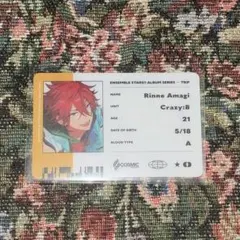 ENSEMBLE STARS!! ALBUM SERIES - TRIP
NAME
Rinne Amagi
UNIT
Crazy:B
AGE
21
DATE OF BIRTH
5/18
BLOOD TYPE
A
COSMIC